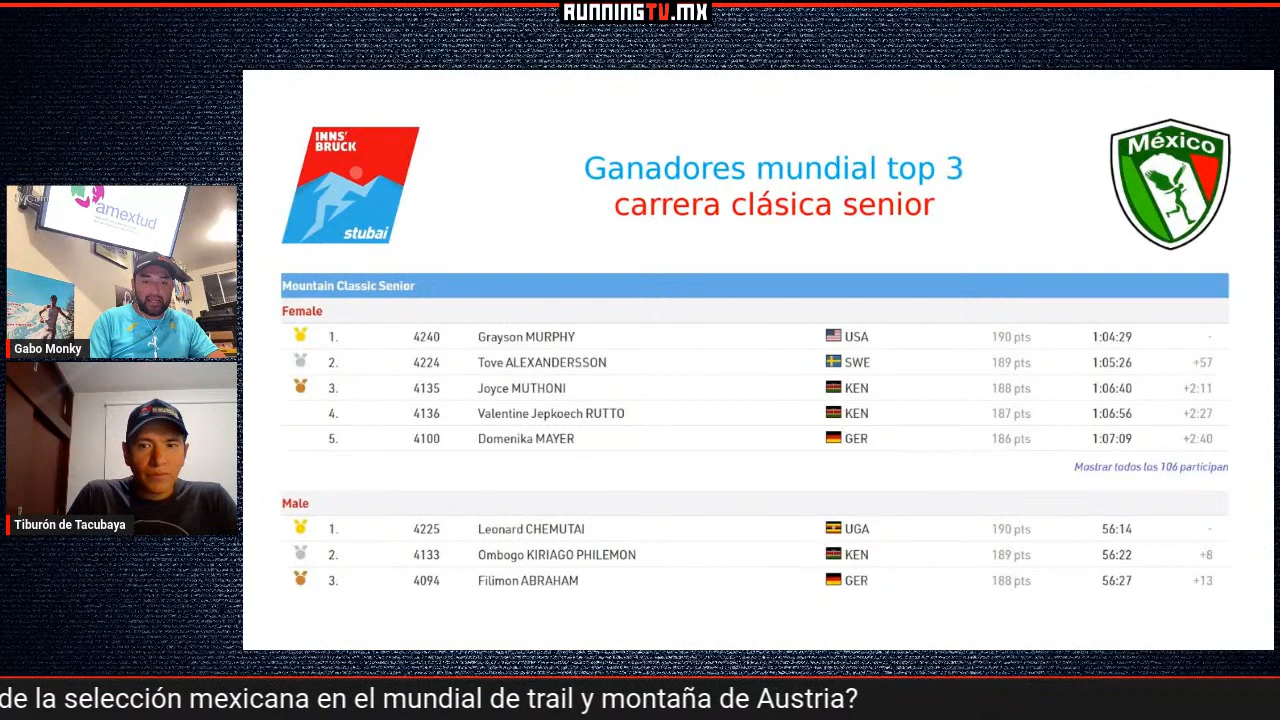 RUNNINGTV.MX
INNS'
BRUCK
stubai
Ganadores mundial top 3
carrera clásica senior
México
amextud
Gabo Monky
Tiburón de Tacubaya
Mountain Classic Senior
Female
1. 4240 Grayson MURPHY USA 190 pts 1:04:29 -
2. 4224 Tove ALEXANDERSSON SWE 189 pts 1:05:26 +57
3. 4135 Joyce MUTHONI KEN 188 pts 1:06:40 +2:11
4. 4136 Valentine Jepkoech RUTTO KEN 187 pts 1:06:56 +2:27
5. 4100 Domenika MAYER GER 186 pts 1:07:09 +2:40
Mostrar todos los 106 participan
Male
1. 4225 Leonard CHEMUTAI UGA 190 pts 56:14 -
2. 4133 Ombogo KIRIAGO PHILEMON KEN 189 pts 56:22 +8
3. 4094 Filimon ABRAHAM GER 188 pts 56:27 +13
de la selección mexicana en el mundial de trail y montaña de Austria?